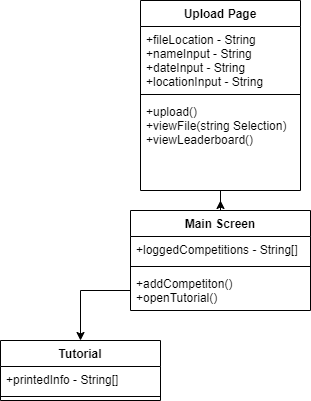 Upload Page
+fileLocation - String
+nameInput - String
+dateInput - String
+locationInput - String
+upload()
+viewFile(string Selection)
+viewLeaderboard()
Main Screen
+loggedCompetitions - String[]
+addCompetiton()
+openTutorial()
Tutorial
+printedInfo - String[]